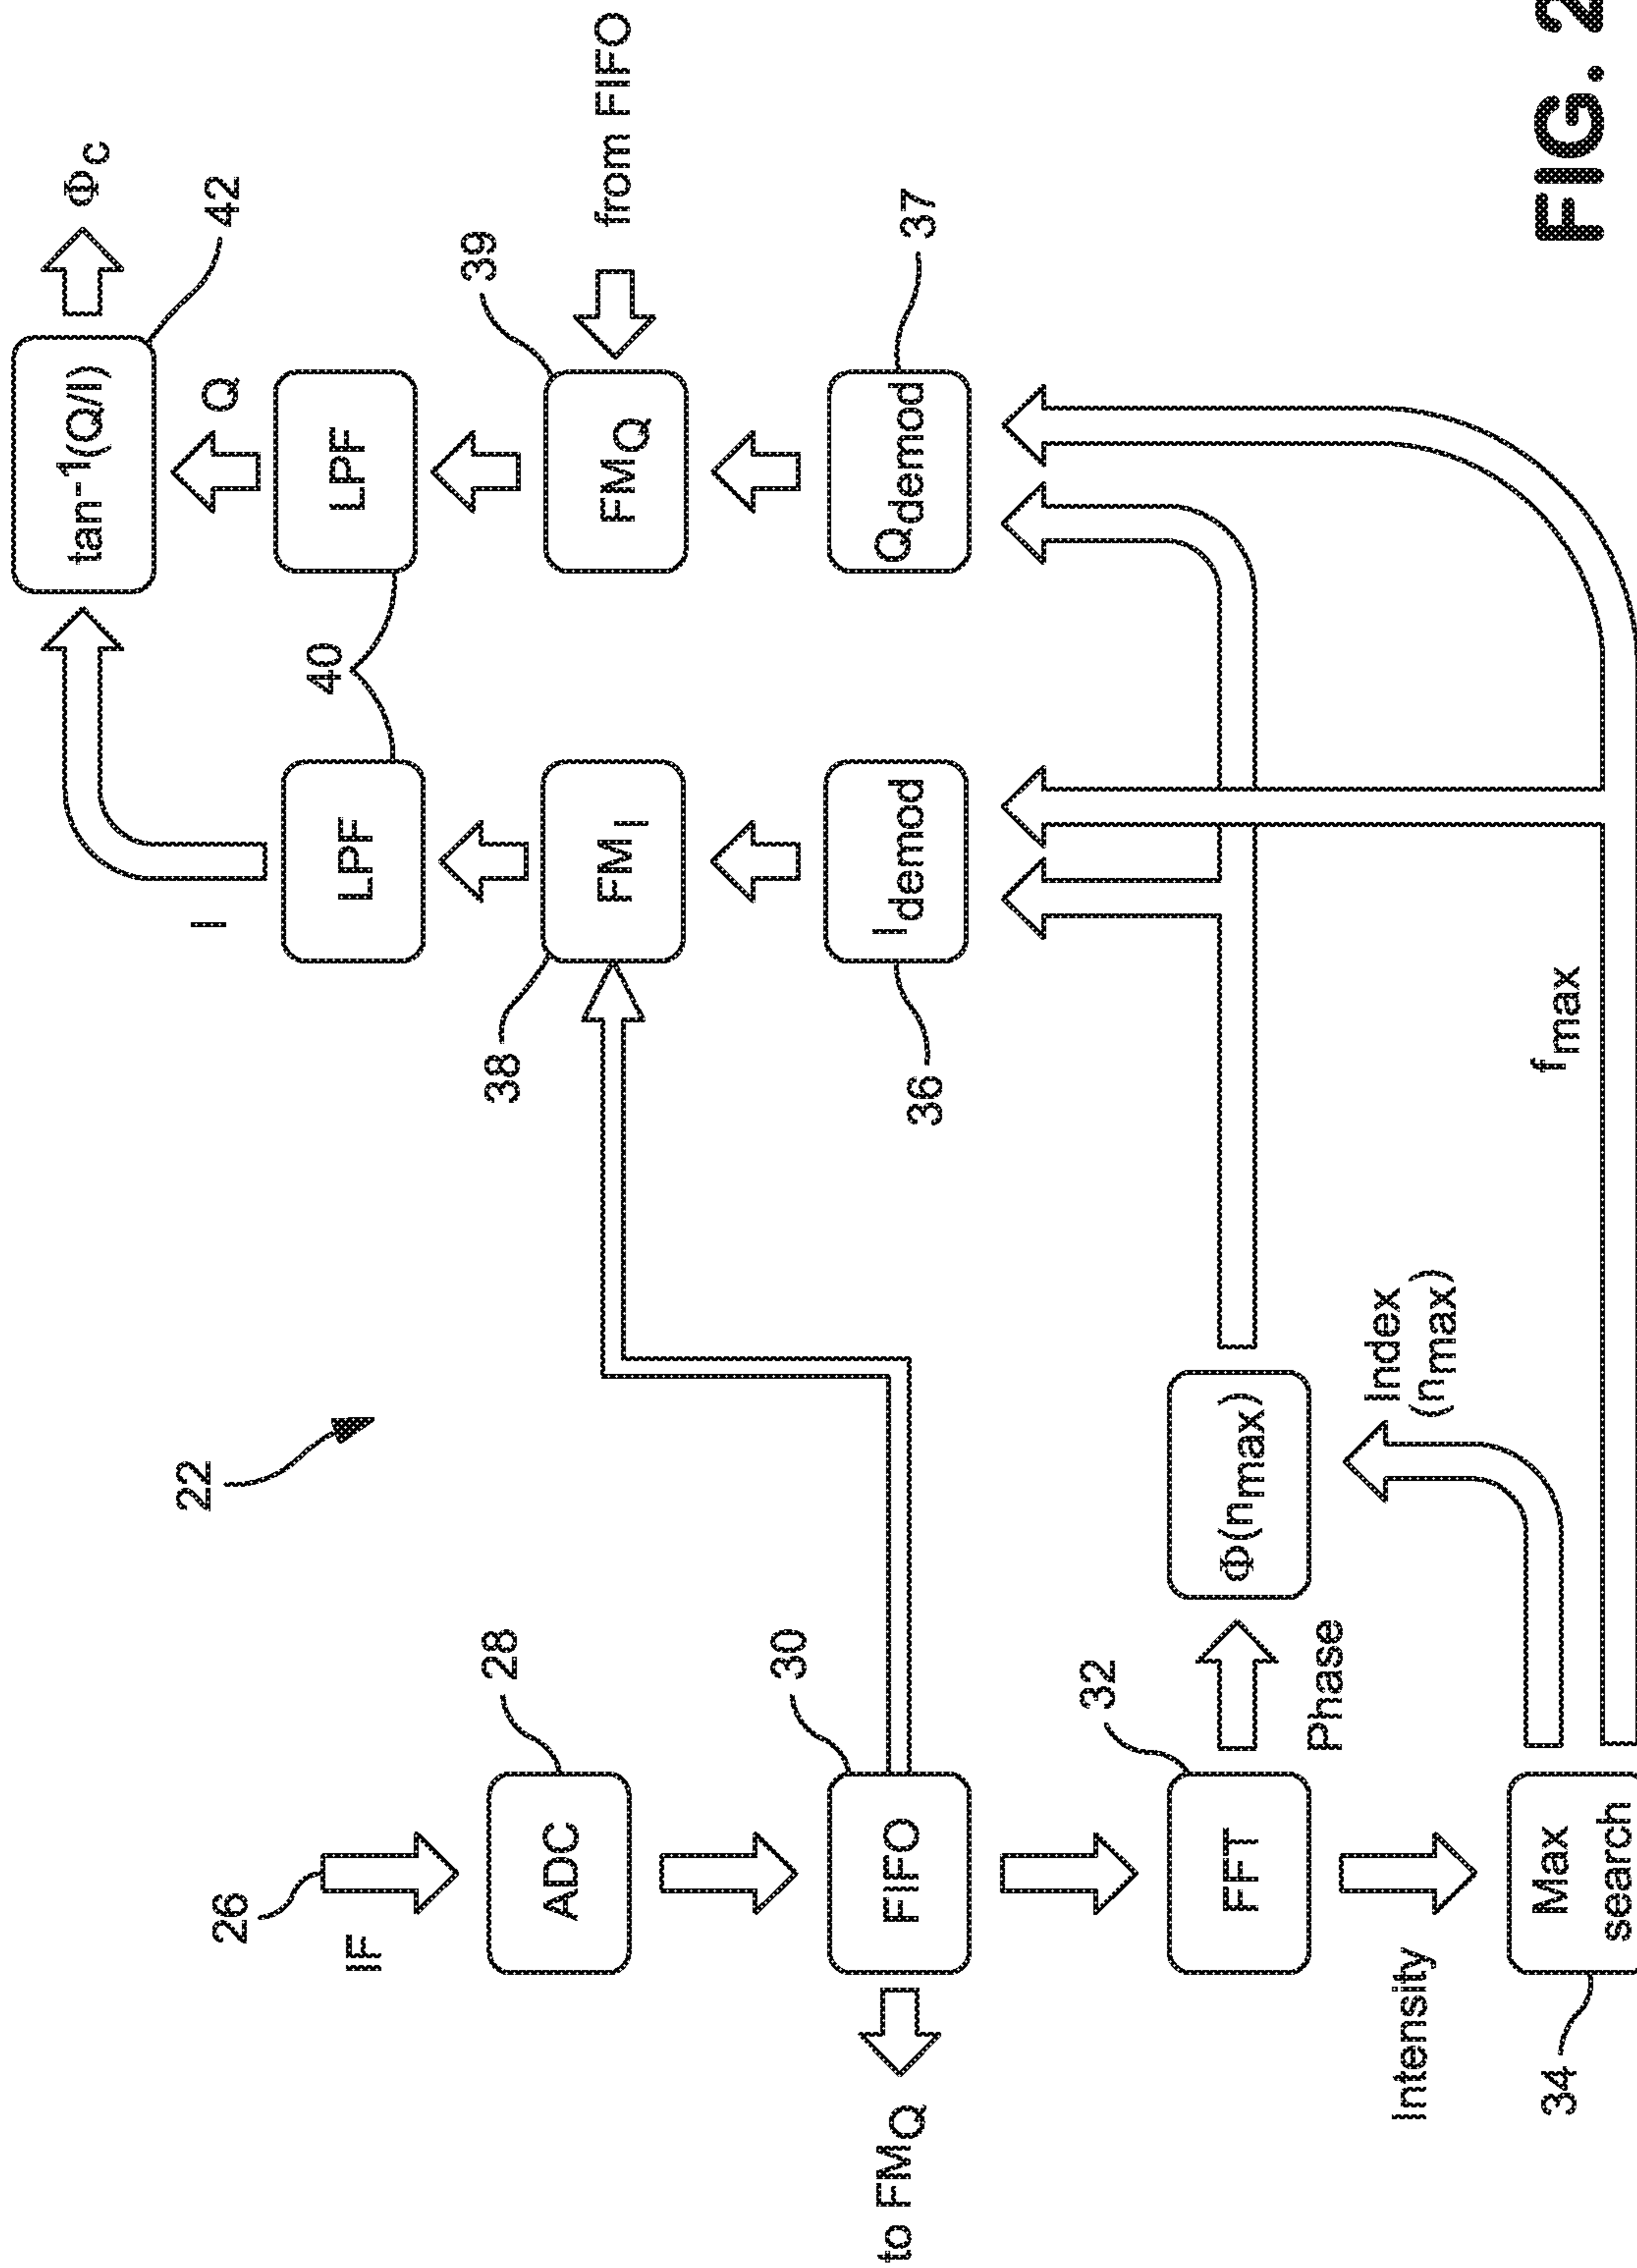 22
26
IF
ADC
28
FIFO
30
to FMQ
FFT
32
Phase
Φ(nmax)
Intensity
Max
search
34
Index
(nmax)
fmax
Idemod
36
Qdemod
37
FMI
38
FMQ
39
from FIFO
LPF
LPF
40
I
Q
tan-1(Q/I)
42
Φc
FIG. 2